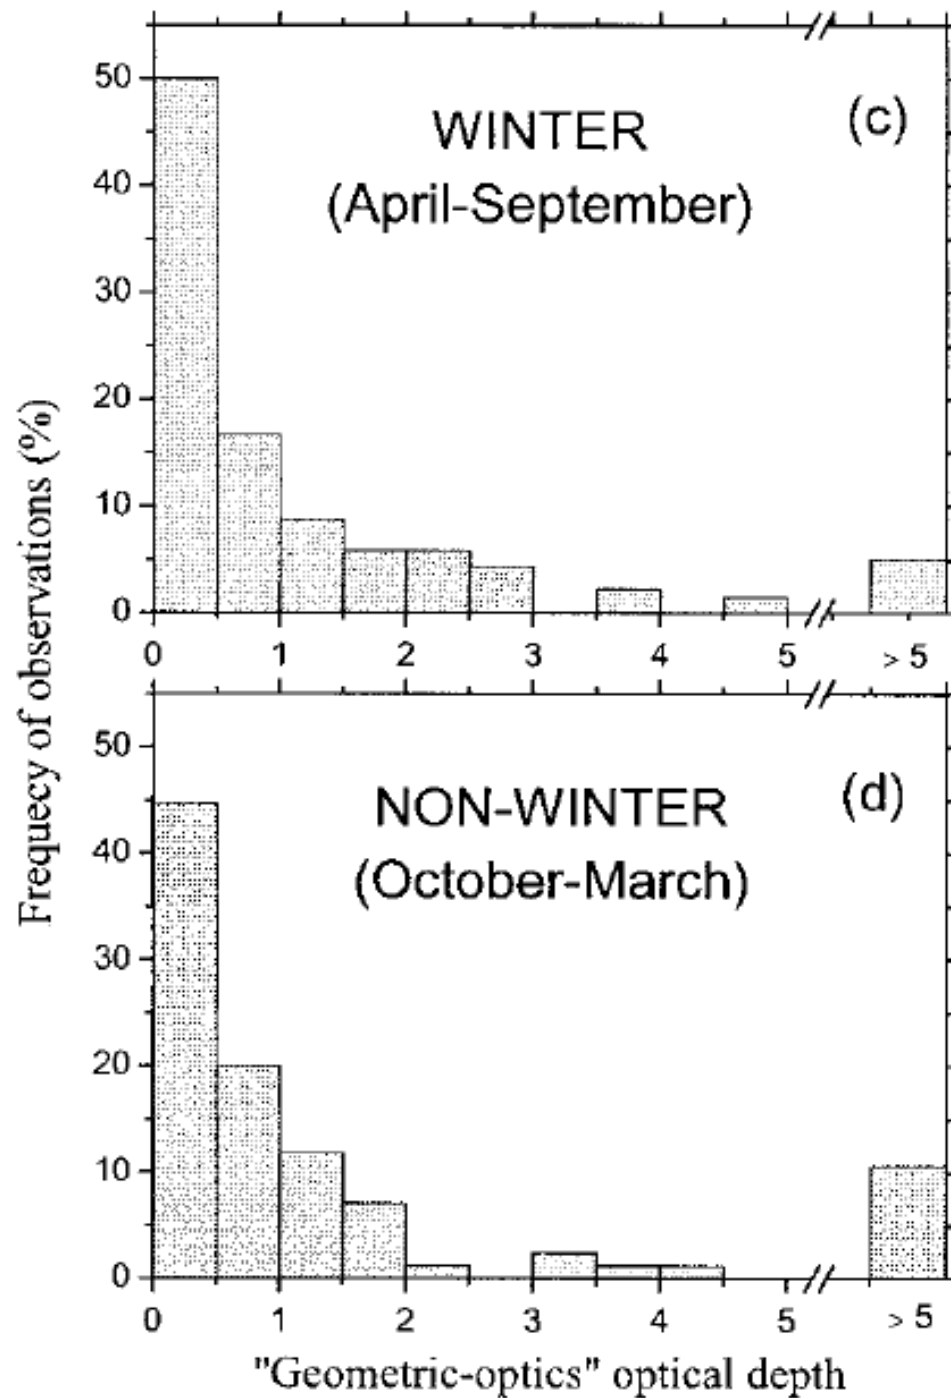 50
40
30
20
10
0
WINTER
(April-September)
(c)
0 1 2 3 4 5 > 5
Frequecy of observations (%)
50
40
30
20
10
0
NON-WINTER
(October-March)
(d)
0 1 2 3 4 5 > 5
"Geometric-optics" optical depth